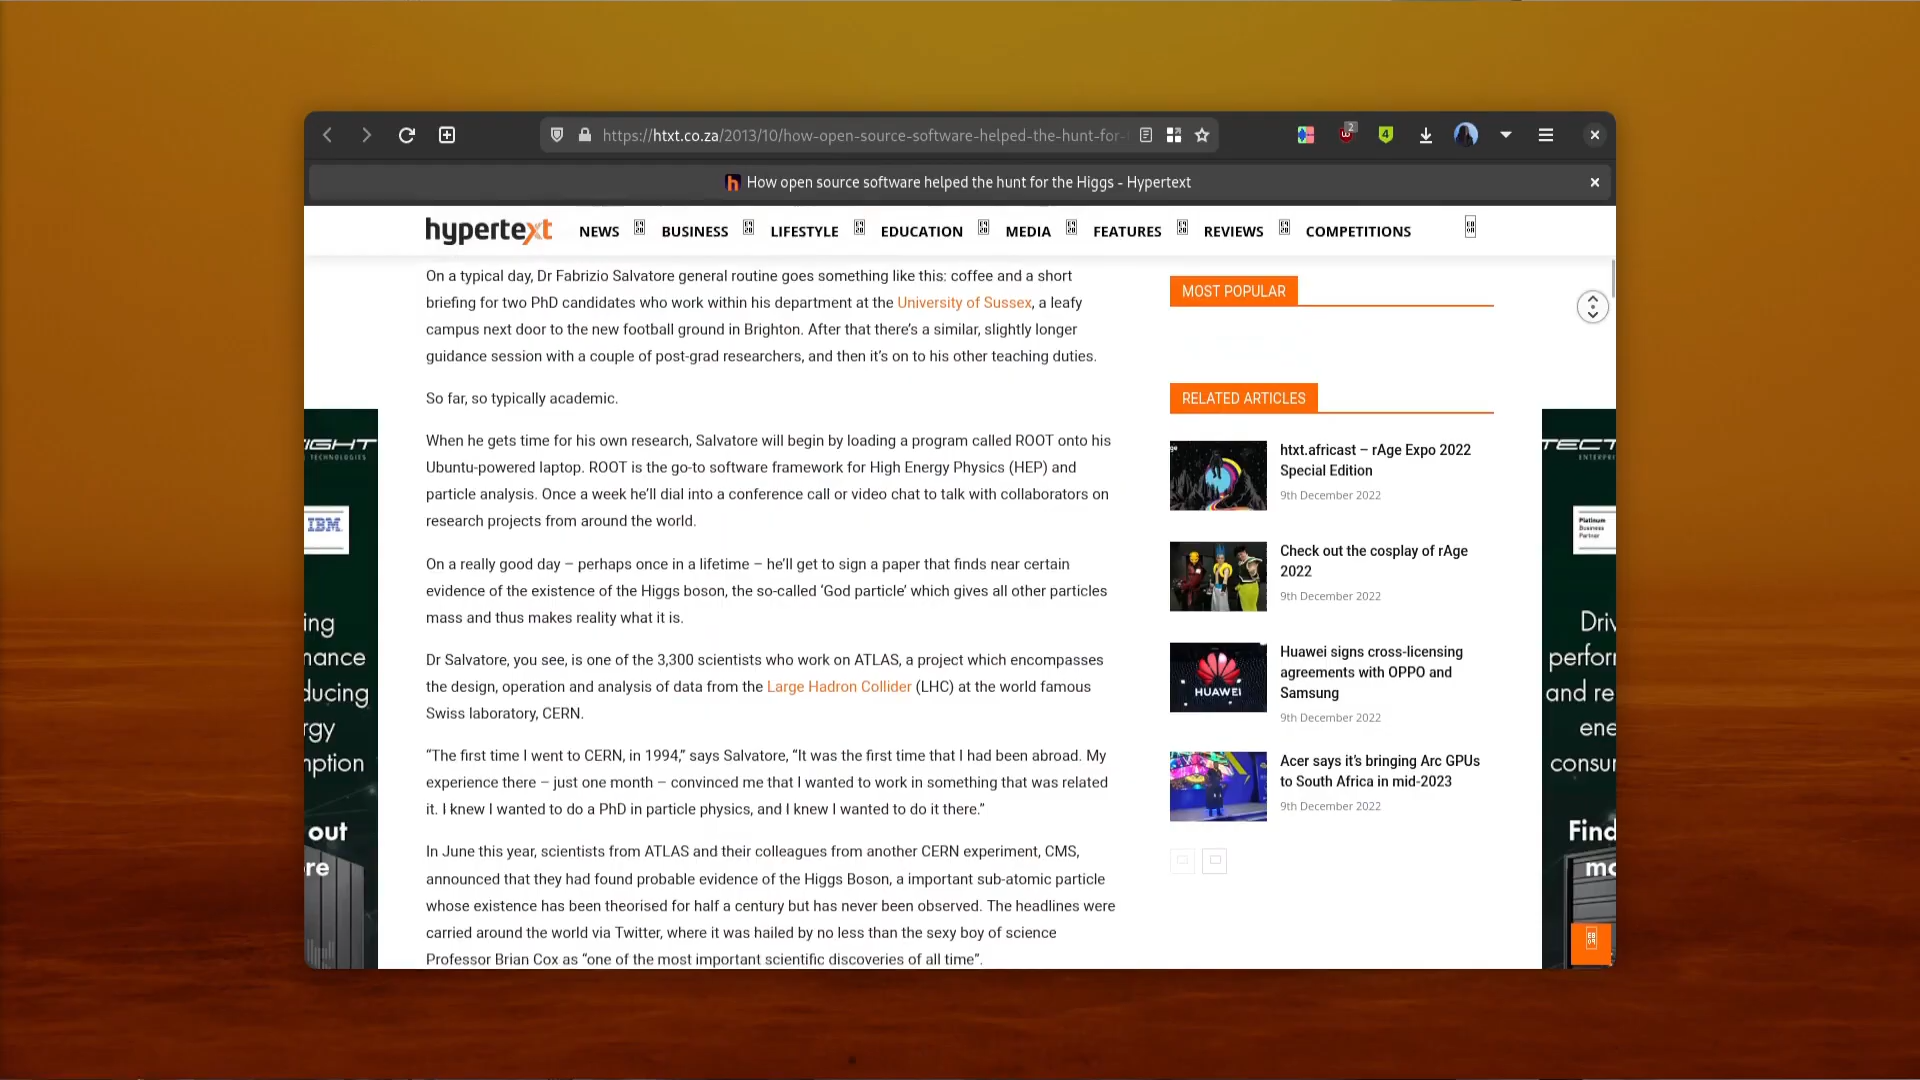 2
4
https://htxt.co.za/2013/10/how-open-source-software-helped-the-hunt-for-
How open source software helped the hunt for the Higgs - Hypertext
hypertext NEWS BUSINESS LIFESTYLE EDUCATION MEDIA FEATURES REVIEWS COMPETITIONS
On a typical day, Dr Fabrizio Salvatore general routine goes something like this: coffee and a short
briefing for two PhD candidates who work within his department at the University of Sussex, a leafy
campus next door to the new football ground in Brighton. After that there’s a similar, slightly longer
guidance session with a couple of post-grad researchers, and then it’s on to his other teaching duties.
So far, so typically academic.
When he gets time for his own research, Salvatore will begin by loading a program called ROOT onto his
Ubuntu-powered laptop. ROOT is the go-to software framework for High Energy Physics (HEP) and
particle analysis. Once a week he’ll dial into a conference call or video chat to talk with collaborators on
research projects from around the world.
On a really good day – perhaps once in a lifetime – he’ll get to sign a paper that finds near certain
evidence of the existence of the Higgs boson, the so-called ‘God particle’ which gives all other particles
mass and thus makes reality what it is.
Dr Salvatore, you see, is one of the 3,300 scientists who work on ATLAS, a project which encompasses
the design, operation and analysis of data from the Large Hadron Collider (LHC) at the world famous
Swiss laboratory, CERN.
“The first time I went to CERN, in 1994,” says Salvatore, “It was the first time that I had been abroad. My
experience there – just one month – convinced me that I wanted to work in something that was related
it. I knew I wanted to do a PhD in particle physics, and I knew I wanted to do it there.”
In June this year, scientists from ATLAS and their colleagues from another CERN experiment, CMS,
announced that they had found probable evidence of the Higgs Boson, a important sub-atomic particle
whose existence has been theorised for half a century but has never been observed. The headlines were
carried around the world via Twitter, where it was hailed by no less than the sexy boy of science
Professor Brian Cox as “one of the most important scientific discoveries of all time”.
MOST POPULAR
RELATED ARTICLES
htxt.africast – rAge Expo 2022
Special Edition
9th December 2022
Check out the cosplay of rAge
2022
9th December 2022
HUAWEI
Huawei signs cross-licensing
agreements with OPPO and
Samsung
9th December 2022
Acer says it’s bringing Arc GPUs
to South Africa in mid-2023
9th December 2022
IGHT
TECHNOLOGIES
IBM
ing
nance
ducing
rgy
nption
out
re
TECT
ENTERPRI
Platinum
Business
Partner
Driv
perforr
and re
ene
consur
Find
mo